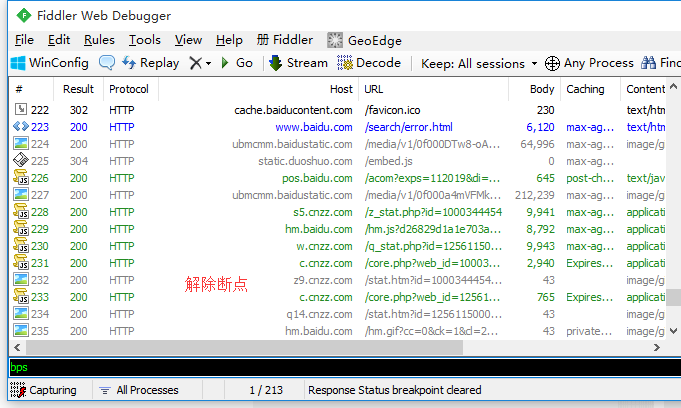 Fiddler Web Debugger
File Edit Rules Tools View Help 册 Fiddler GeoEdge
WinConfig Replay Go Stream Decode Keep: All sessions Any Process Find
# Result Protocol Host URL Body Caching Content
222 302 HTTP cache.baiducontent.com /favicon.ico 230 text/htm
223 200 HTTP www.baidu.com /search/error.html 6,120 max-ag... text/htm
224 200 HTTP ubmcmm.baidustatic.com /media/v1/0f000DTw8-oA... 64,996 max-ag... image/g
225 304 HTTP static.duoshuo.com /embed.js 0 max-ag...
226 200 HTTP pos.baidu.com /acom?exps=112019&di=... 645 post-ch... text/jav
227 200 HTTP ubmcmm.baidustatic.com /media/v1/0f000a4mVFMk... 212,239 max-ag... image/g
228 200 HTTP s5.cnzz.com /z_stat.php?id=1000344454 9,941 max-ag... applicati
229 200 HTTP hm.baidu.com /hm.js?d26829d1a1e703a... 8,792 max-ag... applicati
230 200 HTTP w.cnzz.com /q_stat.php?id=12561150... 9,943 max-ag... applicati
231 200 HTTP c.cnzz.com /core.php?web_id=10003... 2,940 Expires... applicati
232 200 HTTP z9.cnzz.com /stat.htm?id=1000344454... 43 image/g
解除断点
233 200 HTTP c.cnzz.com /core.php?web_id=12561... 765 Expires... applicati
234 200 HTTP q14.cnzz.com /stat.htm?id=1256115000... 43 image/g
235 200 HTTP hm.baidu.com /hm.gif?cc=0&ck=1&cl=2... 43 private... image/g
bps
Capturing All Processes 1 / 213 Response Status breakpoint cleared